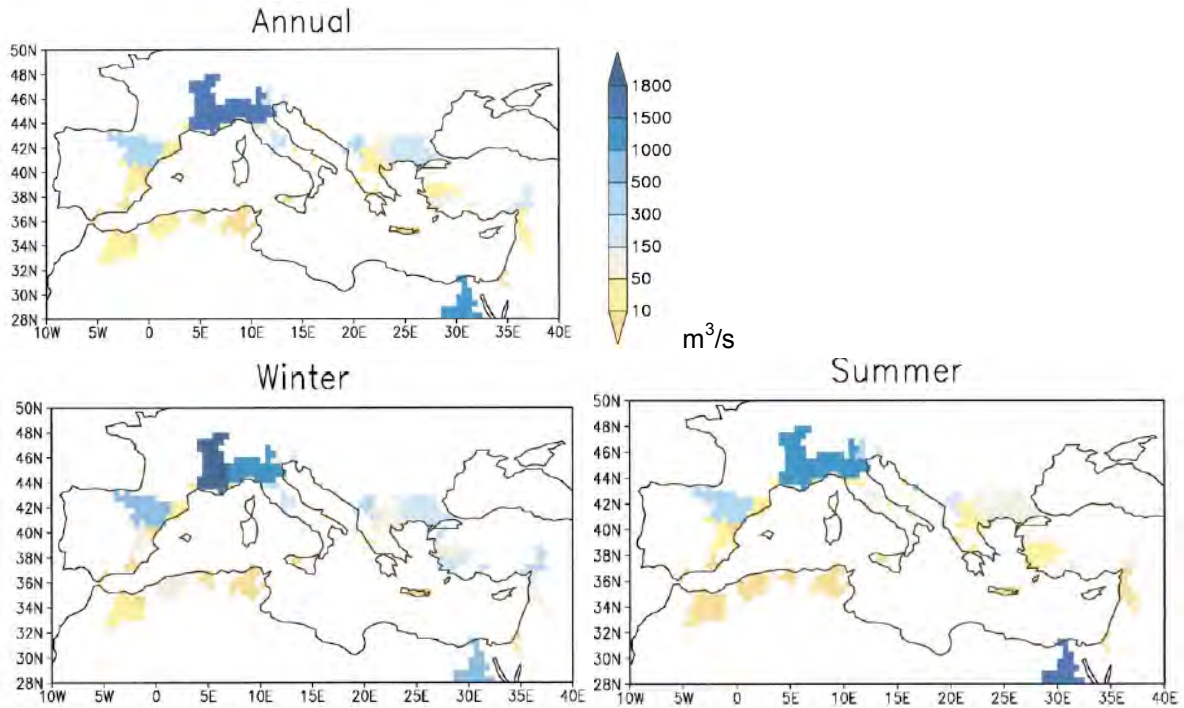 Annual
50N
48N
46N
44N
42N
40N
38N
36N
34N
32N
30N
28N
10W 5W 0 5E 10E 15E 20E 25E 30E 35E 40E
1800
1500
1000
500
300
150
50
10
m³/s
Winter
50N
48N
46N
44N
42N
40N
38N
36N
34N
32N
30N
28N
10W 5W 0 5E 10E 15E 20E 25E 30E 35E 40E
Summer
50N
48N
46N
44N
42N
40N
38N
36N
34N
32N
30N
28N
10W 5W 0 5E 10E 15E 20E 25E 30E 35E 40E